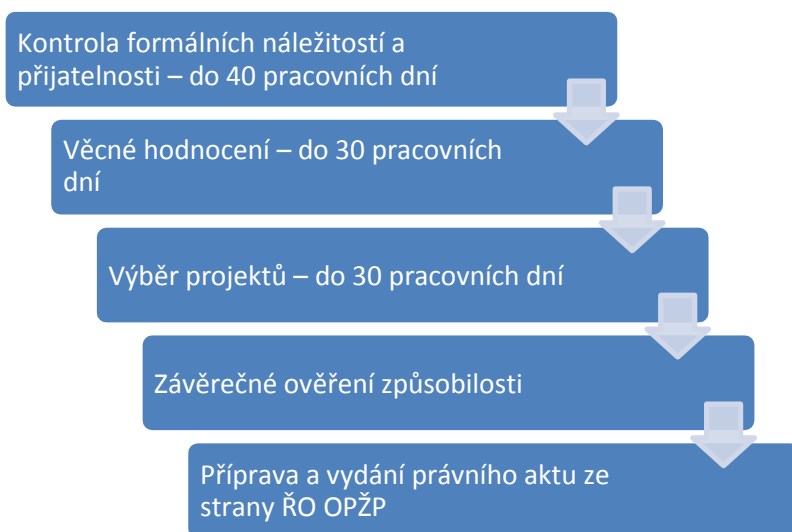 Kontrola formálních náležitostí a
přijatelnosti – do 40 pracovních dní
Věcné hodnocení – do 30 pracovních
dní
Výběr projektů – do 30 pracovních dní
Závěrečné ověření způsobilosti
Příprava a vydání právního aktu ze
strany ŘO OPŽP